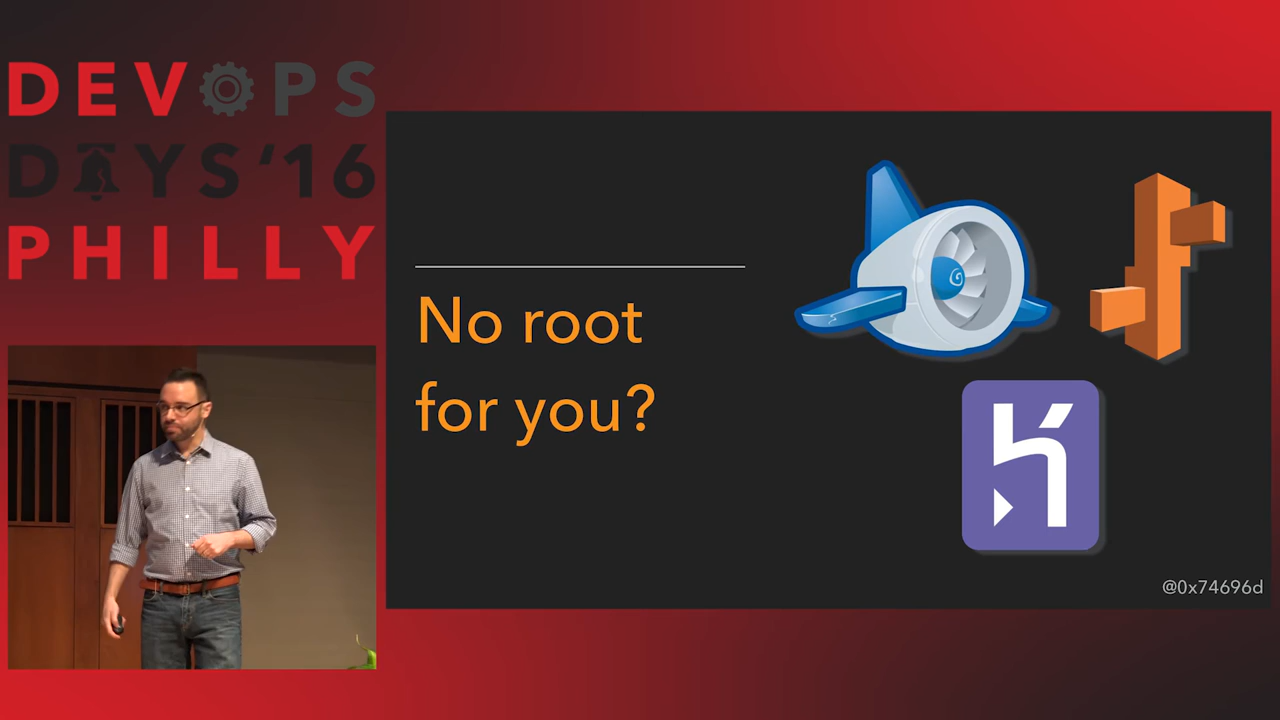 DEVOPS
DAYS '16
PHILLY
No root
for you?
@0x74696d